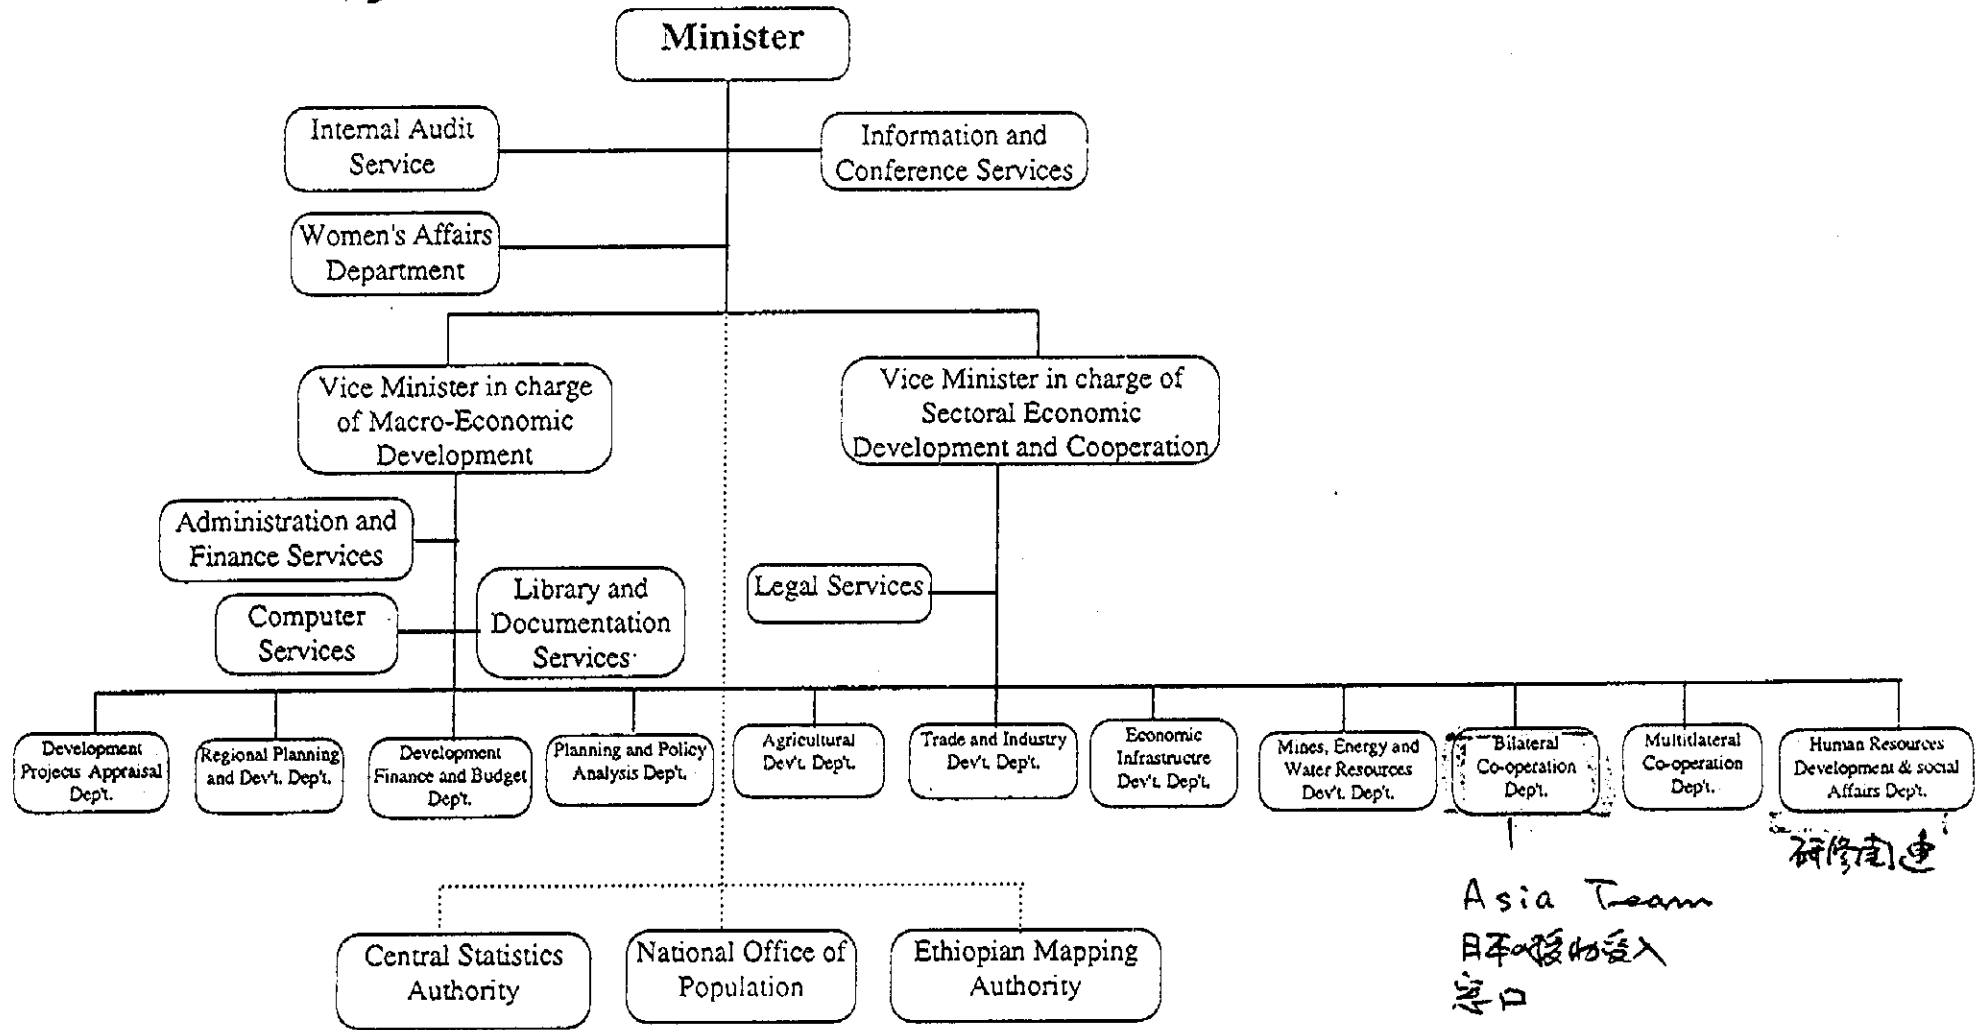 Minister
Internal Audit
Service
Information and
Conference Services
Women's Affairs
Department
Vice Minister in charge
of Macro-Economic
Development
Vice Minister in charge of
Sectoral Economic
Development and Cooperation
Administration and
Finance Services
Computer
Services
Library and
Documentation
Services
Legal Services
Development
Projects Appraisal
Dep't.
Regional Planning
and Dev't. Dep't.
Development
Finance and Budget
Dep't.
Planning and Policy
Analysis Dep't.
Agricultural
Dev't. Dep't.
Trade and Industry
Dev't. Dep't.
Economic
Infrastructre
Dev't. Dep't.
Mines, Energy and
Water Resources
Dev't. Dep't.
Bilateral
Co-operation
Dep't.
Multitlateral
Co-operation
Dep't.
Human Resources
Development & social
Affairs Dep't.
研修関連
Asia Team
日本の援助受入
窓口
Central Statistics
Authority
National Office of
Population
Ethiopian Mapping
Authority